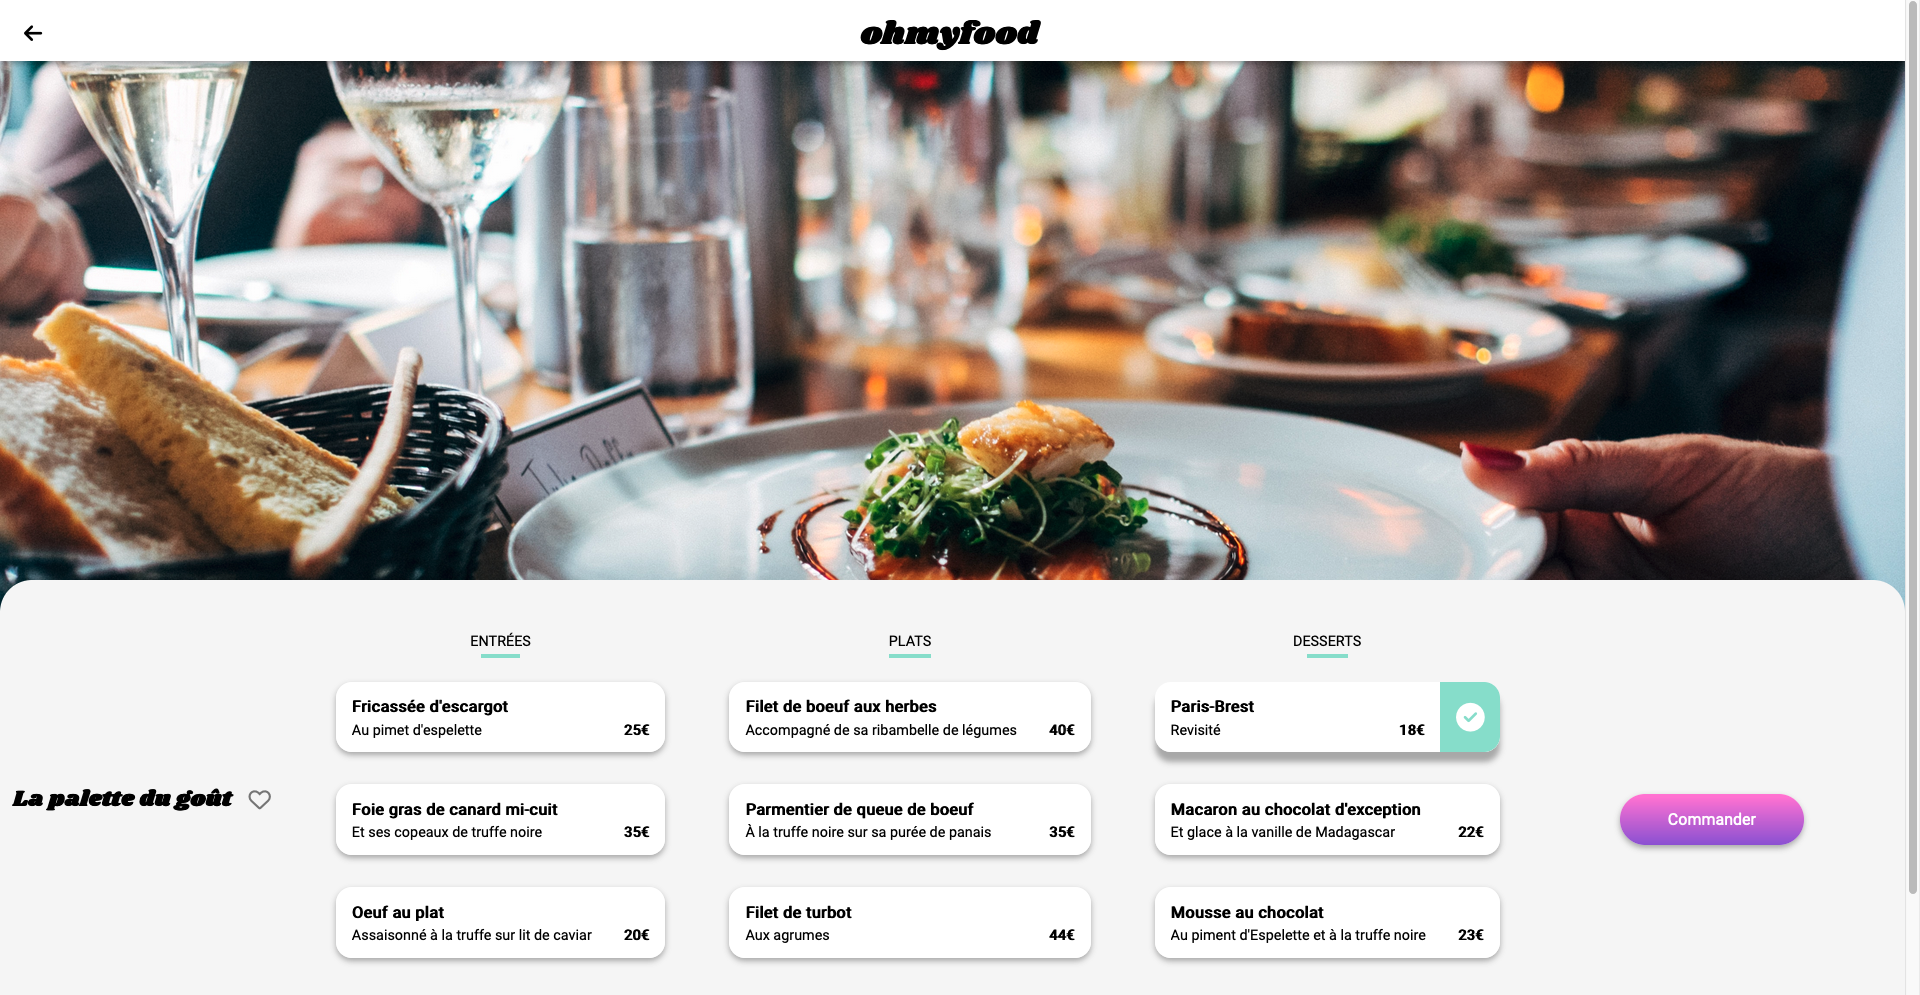 ohmyfood
ENTRÉES
Fricassée d'escargot
Au pimet d'espelette 25€
Foie gras de canard mi-cuit
Et ses copeaux de truffe noire 35€
Oeuf au plat
Assaisonné à la truffe sur lit de caviar 20€
PLATS
Filet de boeuf aux herbes
Accompagné de sa ribambelle de légumes 40€
Parmentier de queue de boeuf
À la truffe noire sur sa purée de panais 35€
Filet de turbot
Aux agrumes 44€
DESSERTS
Paris-Brest
Revisité 18€
Macaron au chocolat d'exception
Et glace à la vanille de Madagascar 22€
Mousse au chocolat
Au piment d'Espelette et à la truffe noire 23€
La palette du goût
Commander